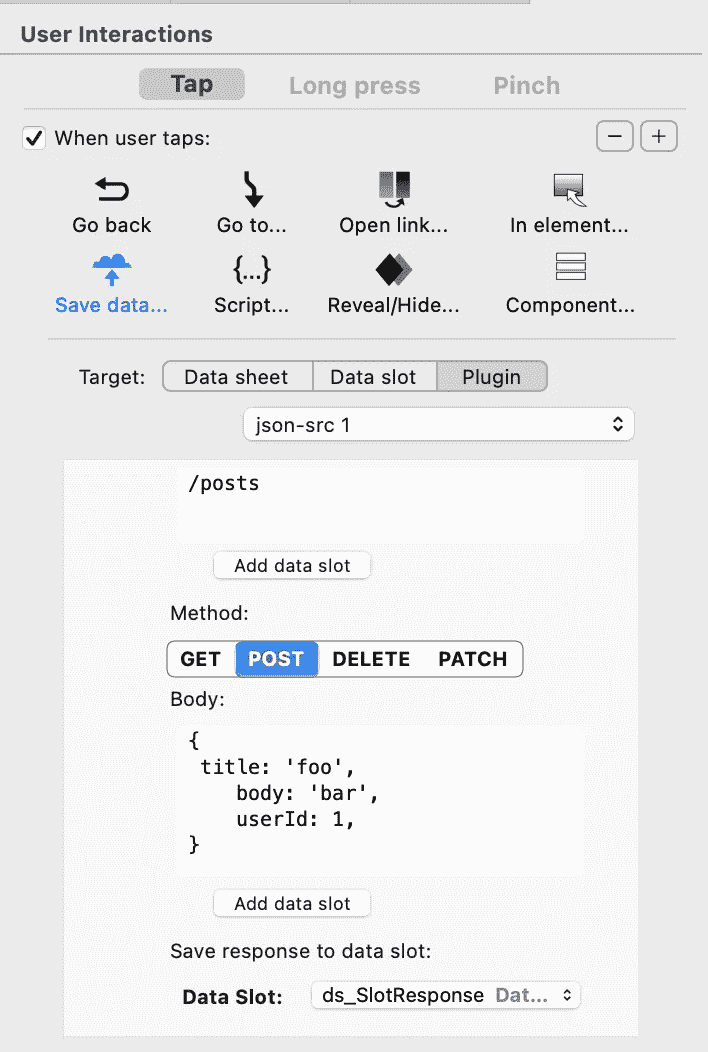 User Interactions
Tap Long press Pinch
When user taps:
Go back Go to... Open link... In element...
{...}
Save data... Script... Reveal/Hide... Component...
Target: Data sheet Data slot Plugin
json-src 1
/posts
Add data slot
Method:
GET POST DELETE PATCH
Body:
{
title: 'foo',
body: 'bar',
userId: 1,
}
Add data slot
Save response to data slot:
Data Slot: ds_SlotResponse Dat...